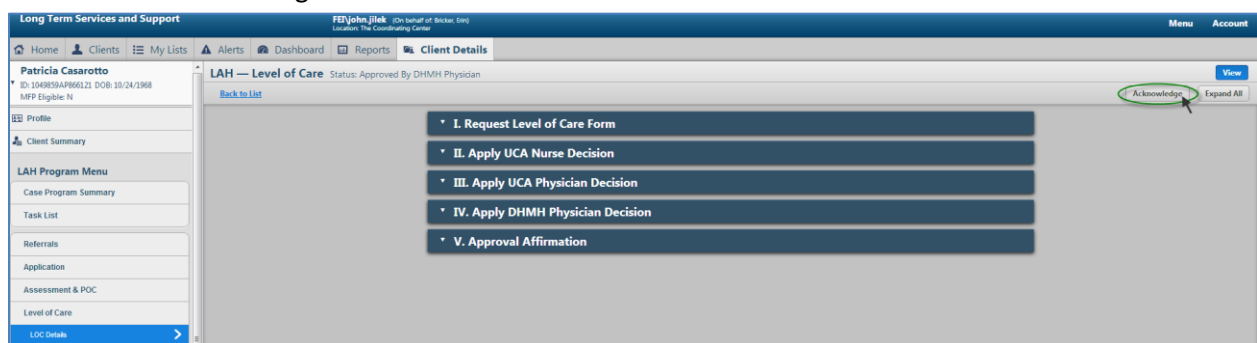 Long Term Services and Support
FEI\john.jilek (On behalf of: Bricker, Erin)
Location: The Coordinating Center
Menu Account
Home Clients My Lists Alerts Dashboard Reports Client Details
Patricia Casarotto
ID: 1049859AP866121 DOB: 10/24/1968
MFP Eligible: N
Profile
Client Summary
LAH Program Menu
Case Program Summary
Task List
Referrals
Application
Assessment & POC
Level of Care
LOC Details
LAH — Level of Care Status: Approved By DHMH Physician
View
Back to List
Acknowledge Expand All
I. Request Level of Care Form
II. Apply UCA Nurse Decision
III. Apply UCA Physician Decision
IV. Apply DHMH Physician Decision
V. Approval Affirmation